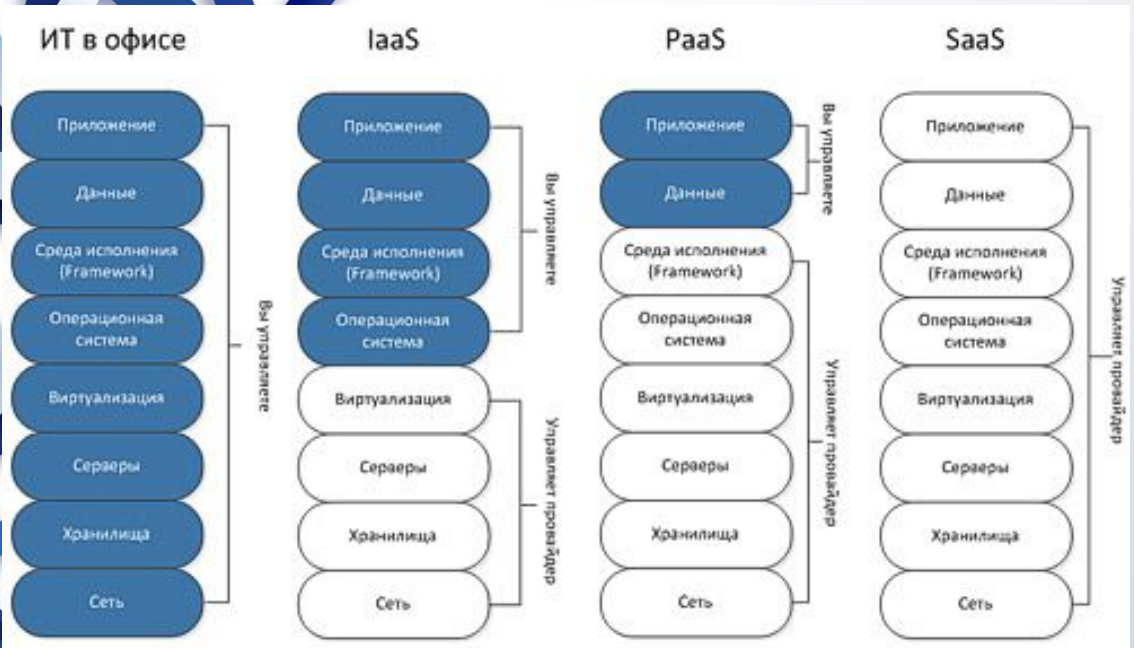 ИТ в офисе
Приложение
Данные
Среда исполнения
(Framework)
Операционная
система
Виртуализация
Серверы
Хранилища
Сеть
Вы управляете
IaaS
Приложение
Данные
Среда исполнения
(Framework)
Операционная
система
Виртуализация
Серверы
Хранилища
Сеть
Вы управляете
Управляет провайдер
PaaS
Приложение
Данные
Среда исполнения
(Framework)
Операционная
система
Виртуализация
Серверы
Хранилища
Сеть
Вы управляете
Управляет провайдер
SaaS
Приложение
Данные
Среда исполнения
(Framework)
Операционная
система
Виртуализация
Серверы
Хранилища
Сеть
Управляет провайдер